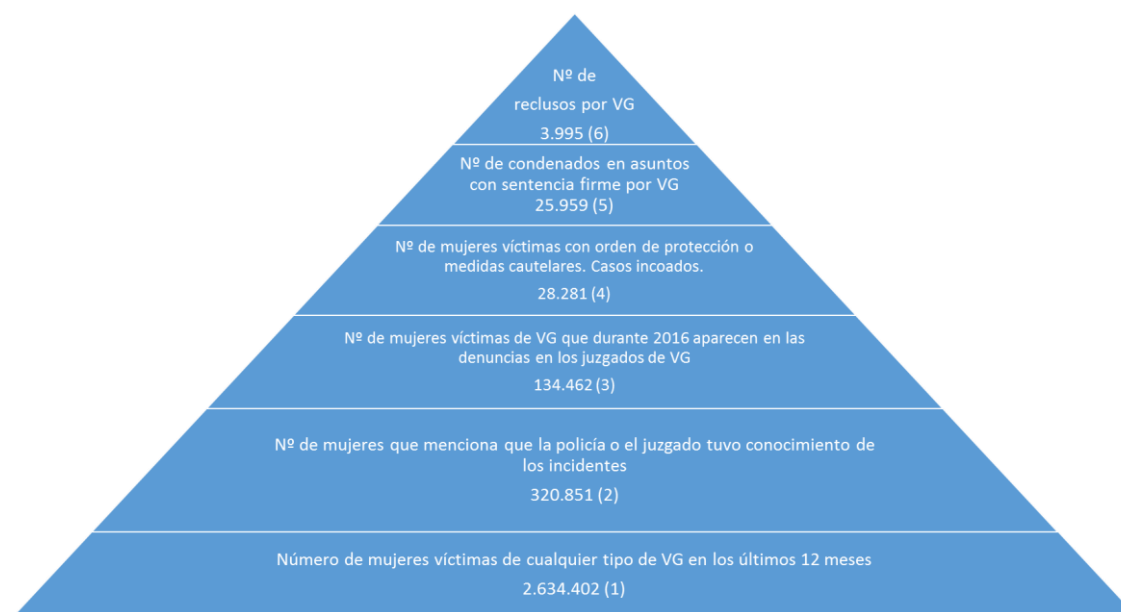 Nº de
reclusos por VG
3.995 (6)
Nº de condenados en asuntos
con sentencia firme por VG
25.959 (5)
Nº de mujeres víctimas con orden de protección o
medidas cautelares. Casos incoados.
28.281 (4)
Nº de mujeres víctimas de VG que durante 2016 aparecen en las
denuncias en los juzgados de VG
134.462 (3)
Nº de mujeres que menciona que la policía o el juzgado tuvo conocimiento de
los incidentes
320.851 (2)
Número de mujeres víctimas de cualquier tipo de VG en los últimos 12 meses
2.634.402 (1)